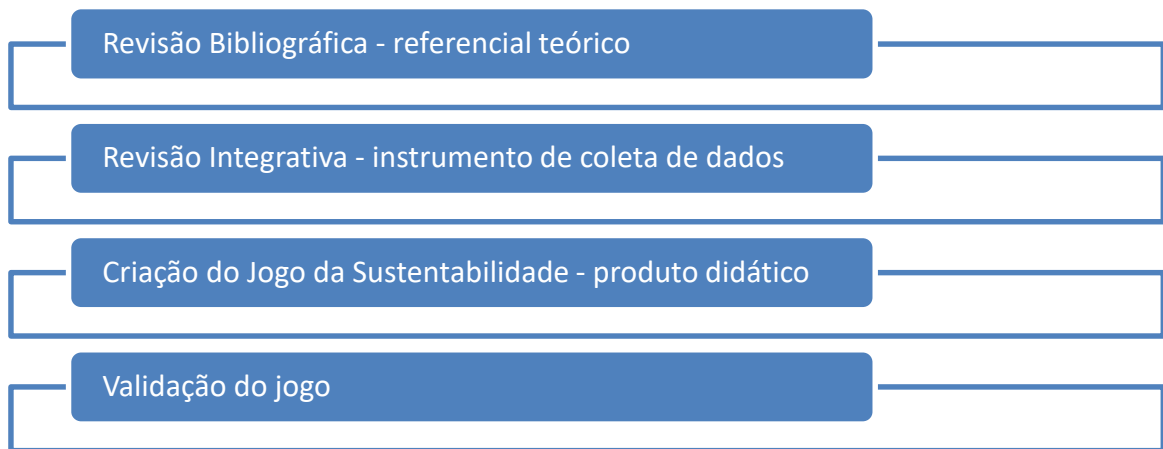 Revisão Bibliográfica - referencial teórico
Revisão Integrativa - instrumento de coleta de dados
Criação do Jogo da Sustentabilidade - produto didático
Validação do jogo